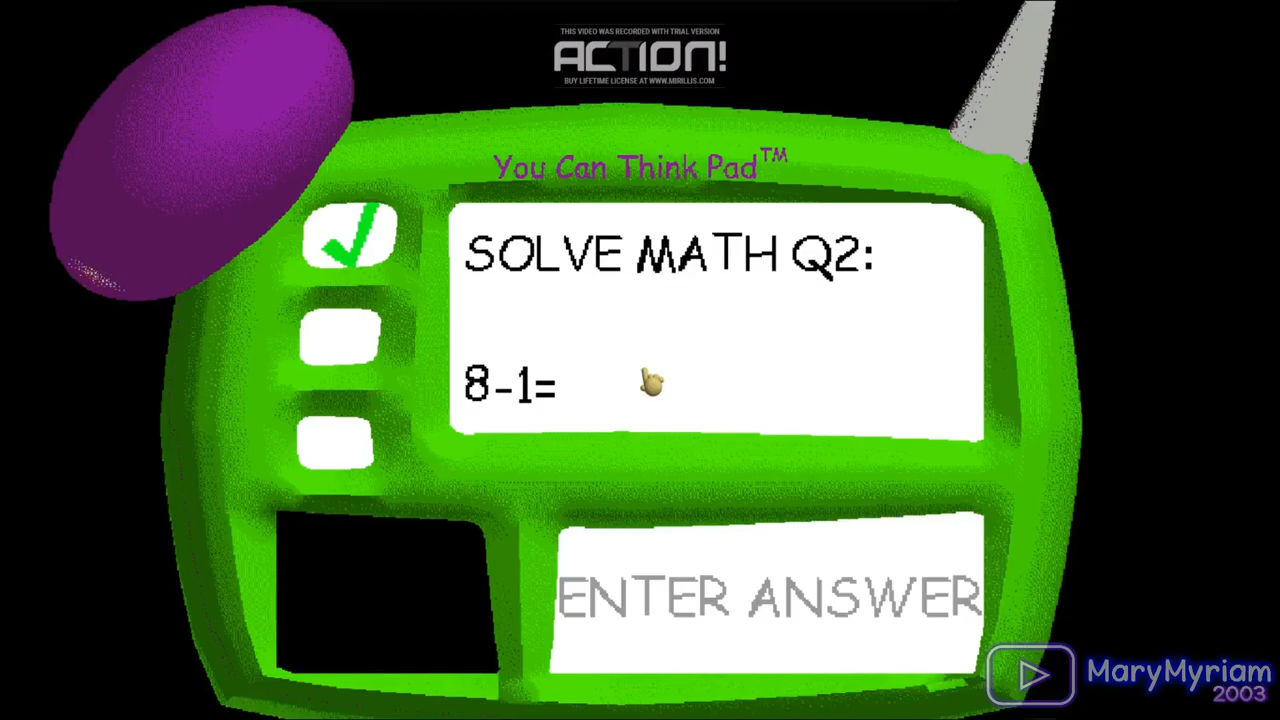 THIS VIDEO WAS RECORDED WITH TRIAL VERSION
ACTION!
BUY LIFETIME LICENSE AT WWW.MIRILLIS.COM
You Can Think Pad™
SOLVE MATH Q2:
8-1=
ENTER ANSWER
MaryMyriam
2003